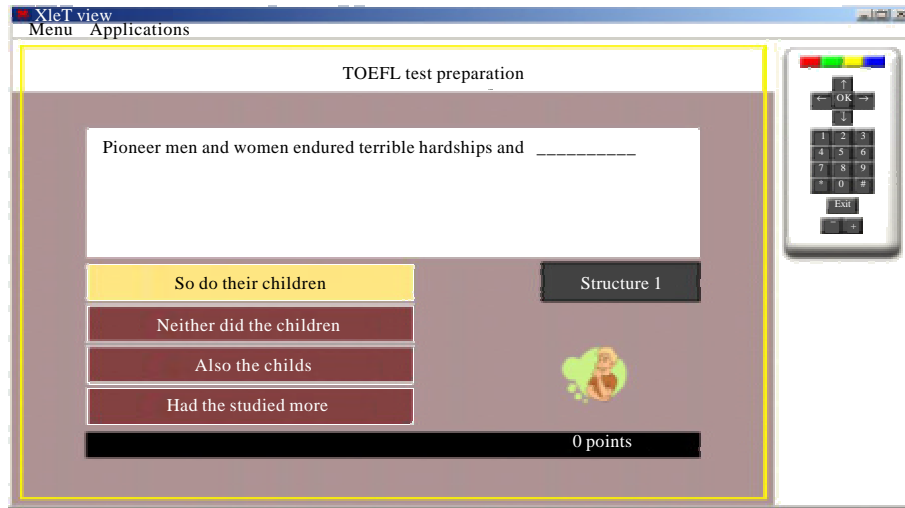 XleT view
Menu Applications
TOEFL test preparation
Pioneer men and women endured terrible hardships and __________
So do their children
Structure 1
Neither did the children
Also the childs
Had the studied more
0 points
↑
← OK →
↓
1 2 3
4 5 6
7 8 9
* 0 #
Exit
- +